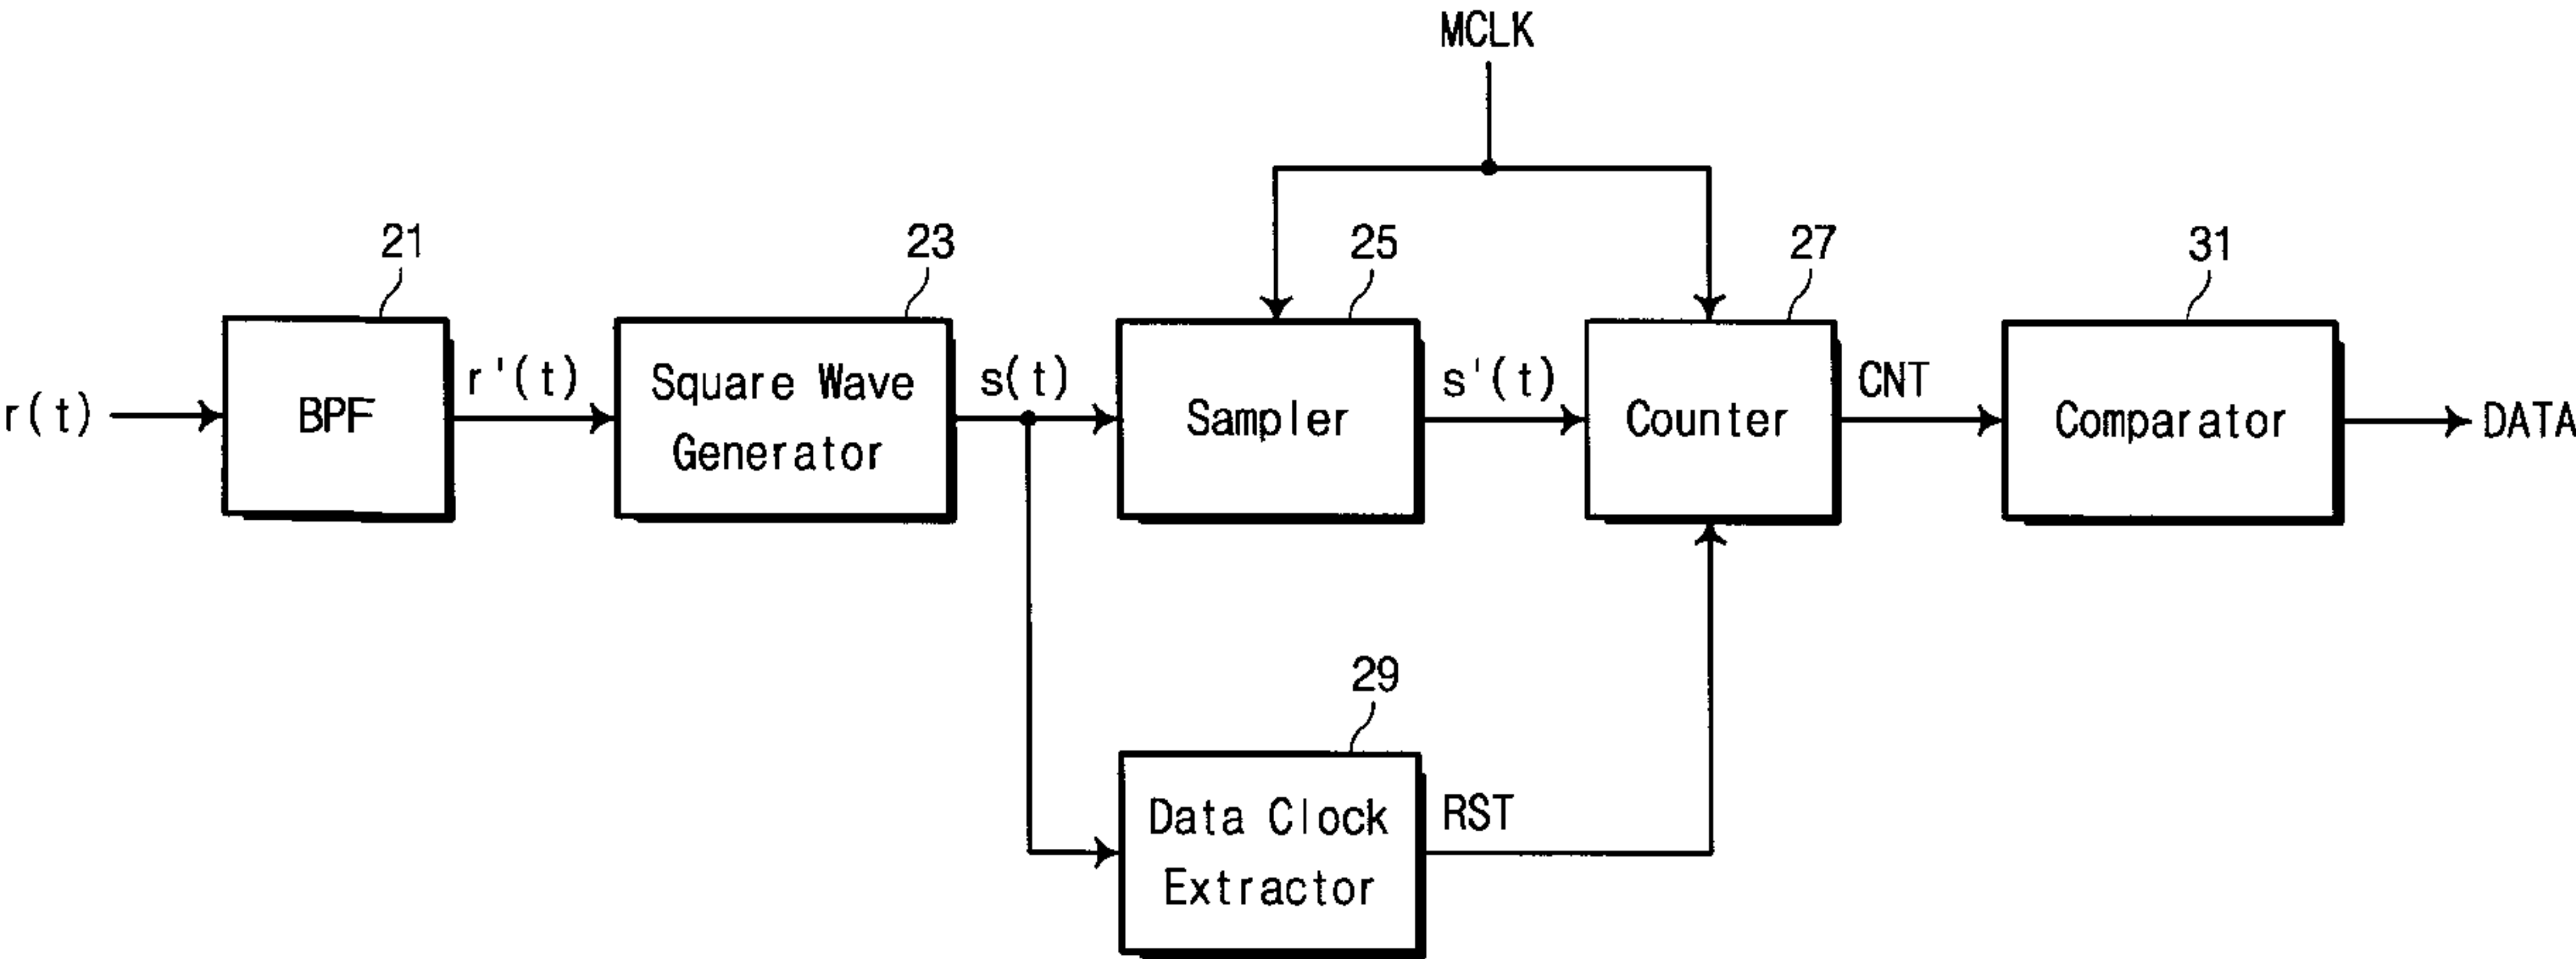 MCLK
21
23
25
27
31
r(t)
BPF
r'(t)
Square Wave
Generator
s(t)
Sampler
s'(t)
Counter
CNT
Comparator
DATA
29
Data Clock
Extractor
RST